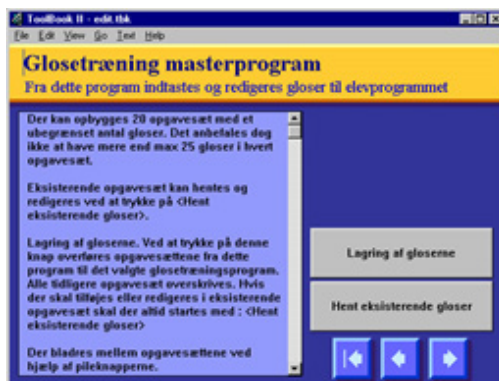 ToolBook II - edit.tbk
File Edit View Go Text Help
Glosetræning masterprogram
Fra dette program indtastes og redigeres gloser til elevprogrammet
Der kan opbygges 20 opgavesæt med et
ubegrænset antal gloser. Det anbefales dog
ikke at have mere end max 25 gloser i hvert
opgavesæt.
Eksisterende opgavesæt kan hentes og
redigeres ved at trykke på <Hent
eksisterende gloser>.
Lagring af gloserne. Ved at trykke på denne
knap overføres opgavesættene fra dette
program til det valgte glosetræningsprogram.
Alle tidligere opgavesæt overskrives. Hvis
der skal tilføjes eller redigeres i eksisterende
opgavesæt skal der altid startes med : <Hent
eksisterende gloser>
Der bladres mellem opgavesættene ved
hjælp af pileknapperne.
Lagring af gloserne
Hent eksisterende gloser